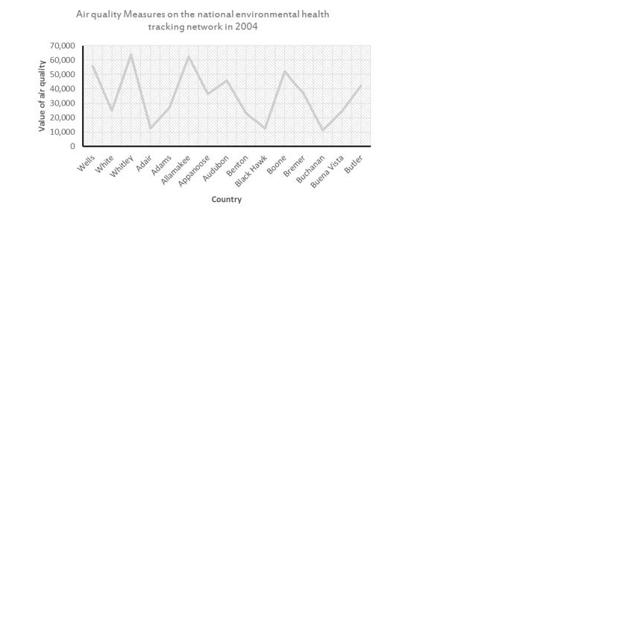 Air quality Measures on the national environmental health
tracking network in 2004
Value of air quality
70,000
60,000
50,000
40,000
30,000
20,000
10,000
0
Wells
White
Whitley
Adair
Adams
Allamakee
Appanoose
Audubon
Benton
Black Hawk
Boone
Bremer
Buchanan
Buena Vista
Butler
Country